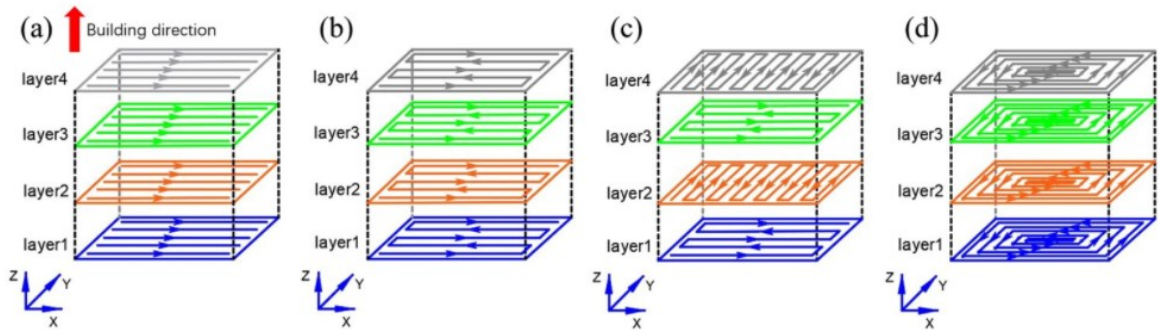 (a) Building direction (b) (c) (d)
layer4 layer4 layer4 layer4
layer3 layer3 layer3 layer3
layer2 layer2 layer2 layer2
layer1 layer1 layer1 layer1
Z Y Z Y Z Y Z Y
X X X X